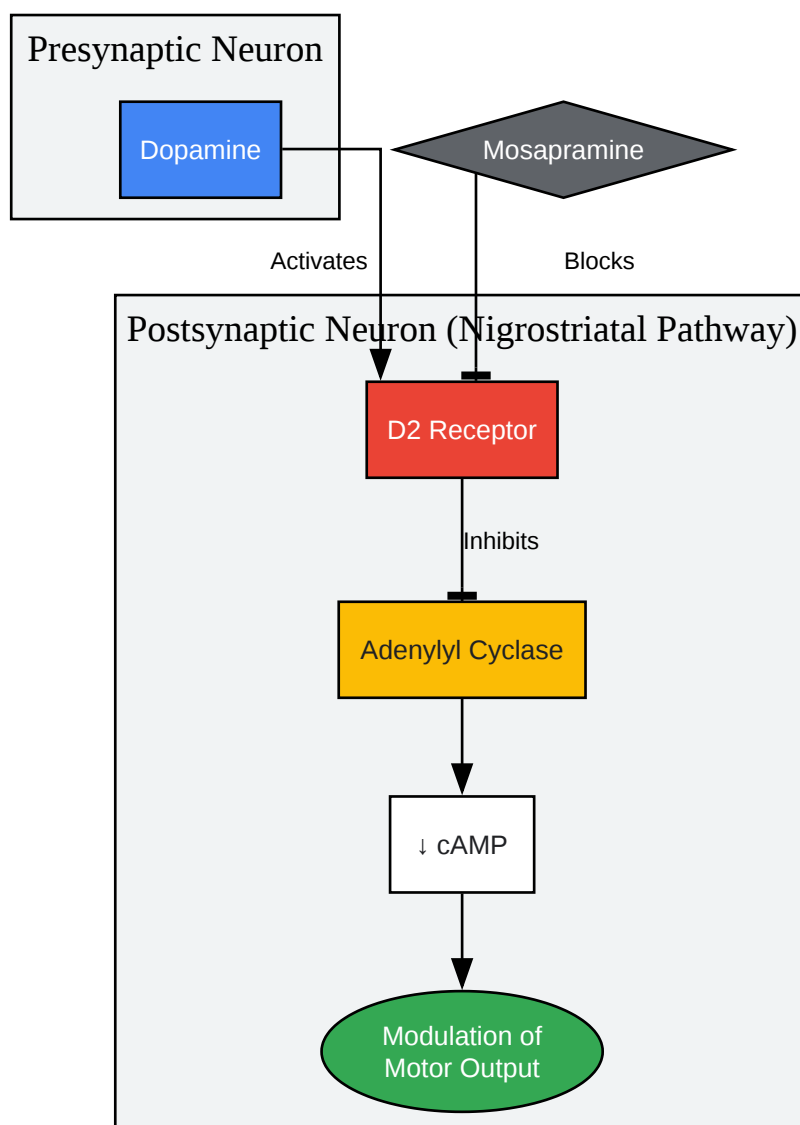 Presynaptic Neuron
Dopamine
Mosapramine
Activates
Blocks
Postsynaptic Neuron (Nigrostriatal Pathway)
D2 Receptor
Inhibits
Adenylyl Cyclase
↓ cAMP
Modulation of
Motor Output